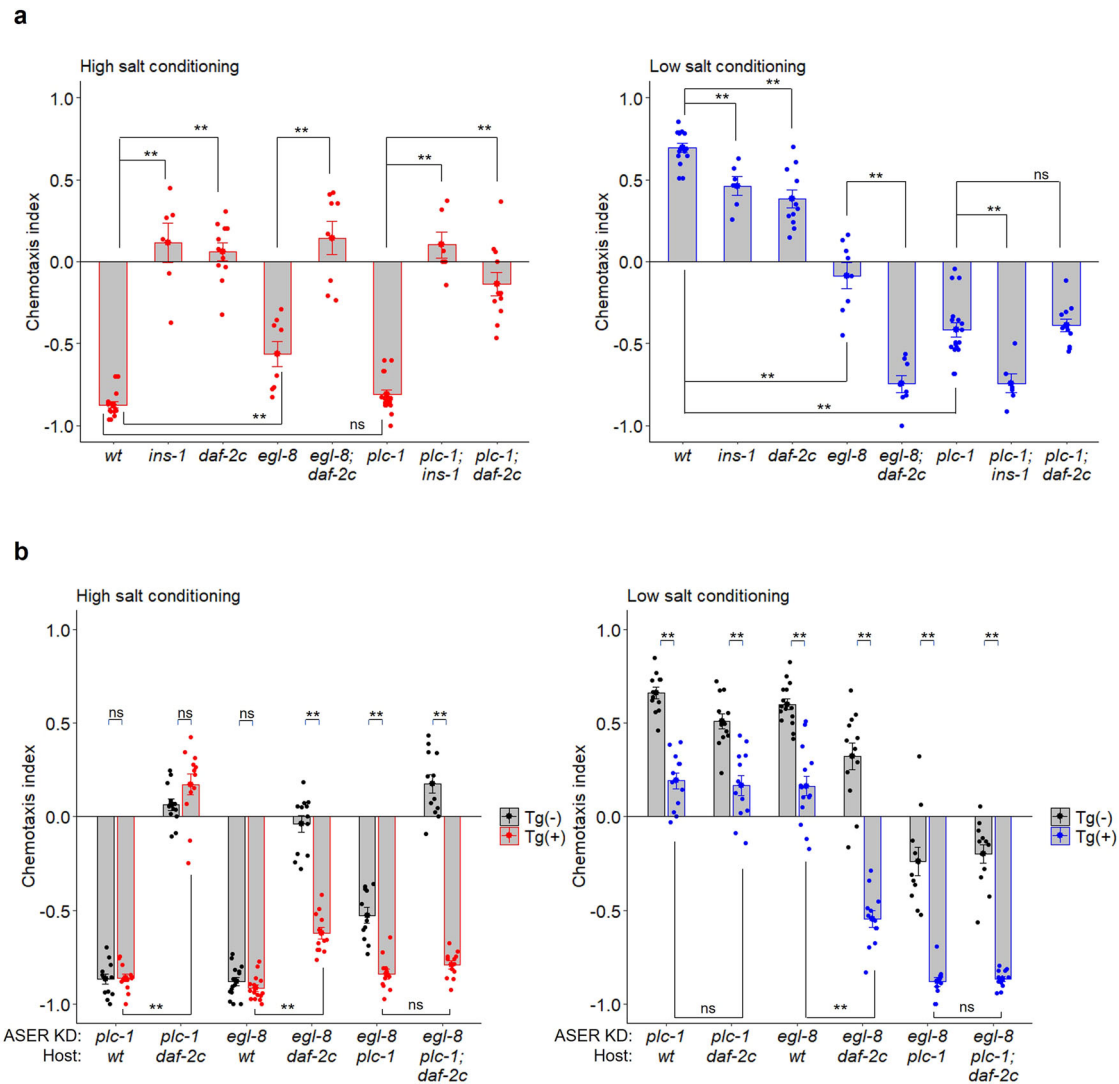 a
High salt conditioning
Chemotaxis index
1.0
0.5
0.0
-0.5
-1.0
**
**
**
**
**
**
ns
wt
ins-1
daf-2c
egl-8
egl-8;
daf-2c
plc-1
plc-1;
ins-1
plc-1;
daf-2c
Low salt conditioning
Chemotaxis index
1.0
0.5
0.0
-0.5
-1.0
**
**
**
ns
**
**
**
wt
ins-1
daf-2c
egl-8
egl-8;
daf-2c
plc-1
plc-1;
ins-1
plc-1;
daf-2c
b
High salt conditioning
Chemotaxis index
1.0
0.5
0.0
-0.5
-1.0
ns
ns
ns
**
**
**
**
**
ns
Tg(-)
Tg(+)
ASER KD: plc-1 plc-1 egl-8 egl-8 egl-8 egl-8
Host: wt daf-2c wt daf-2c plc-1 plc-1;
daf-2c
Low salt conditioning
Chemotaxis index
1.0
0.5
0.0
-0.5
-1.0
**
**
**
**
**
**
ns
**
ns
Tg(-)
Tg(+)
ASER KD: plc-1 plc-1 egl-8 egl-8 egl-8 egl-8
Host: wt daf-2c wt daf-2c plc-1 plc-1;
daf-2c